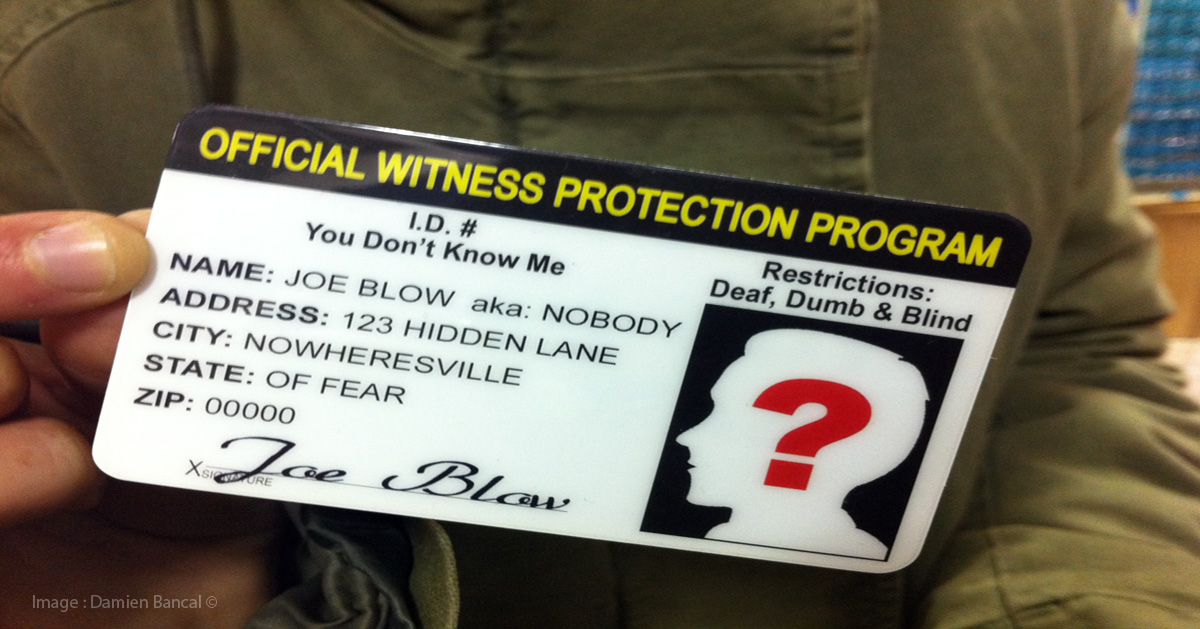 OFFICIAL WITNESS PROTECTION PROGRAM
I.D. #
You Don't Know Me
NAME: JOE BLOW aka: NOBODY
ADDRESS: 123 HIDDEN LANE
CITY: NOWHERESVILLE
STATE: OF FEAR
ZIP: 00000
Joe Blow
XSIGNATURE
Restrictions:
Deaf, Dumb & Blind
?
Image : Damien Bancal ©